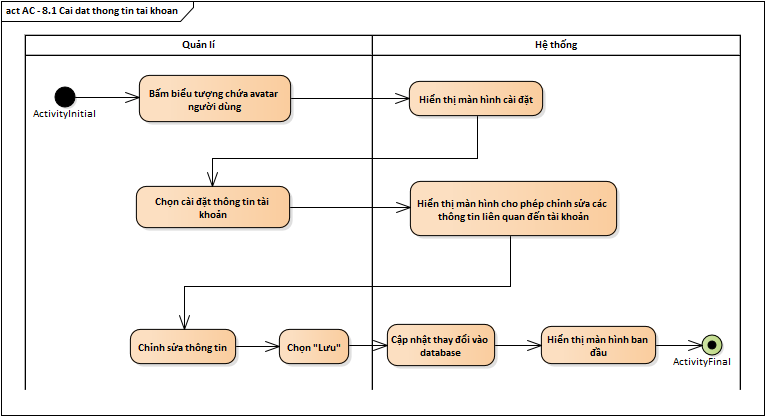 act AC - 8.1 Cai dat thong tin tai khoan
Quản lí
Hệ thống
ActivityInitial
Bấm biểu tượng chứa avatar
người dùng
Hiển thị màn hình cài đặt
Chọn cài đặt thông tin tài
khoản
Hiển thị màn hình cho phép chỉnh sửa các
thông tin liên quan đến tài khoản
Chỉnh sửa thông tin
Chọn "Lưu"
Cập nhật thay đổi vào
database
Hiển thị màn hình ban
đầu
ActivityFinal